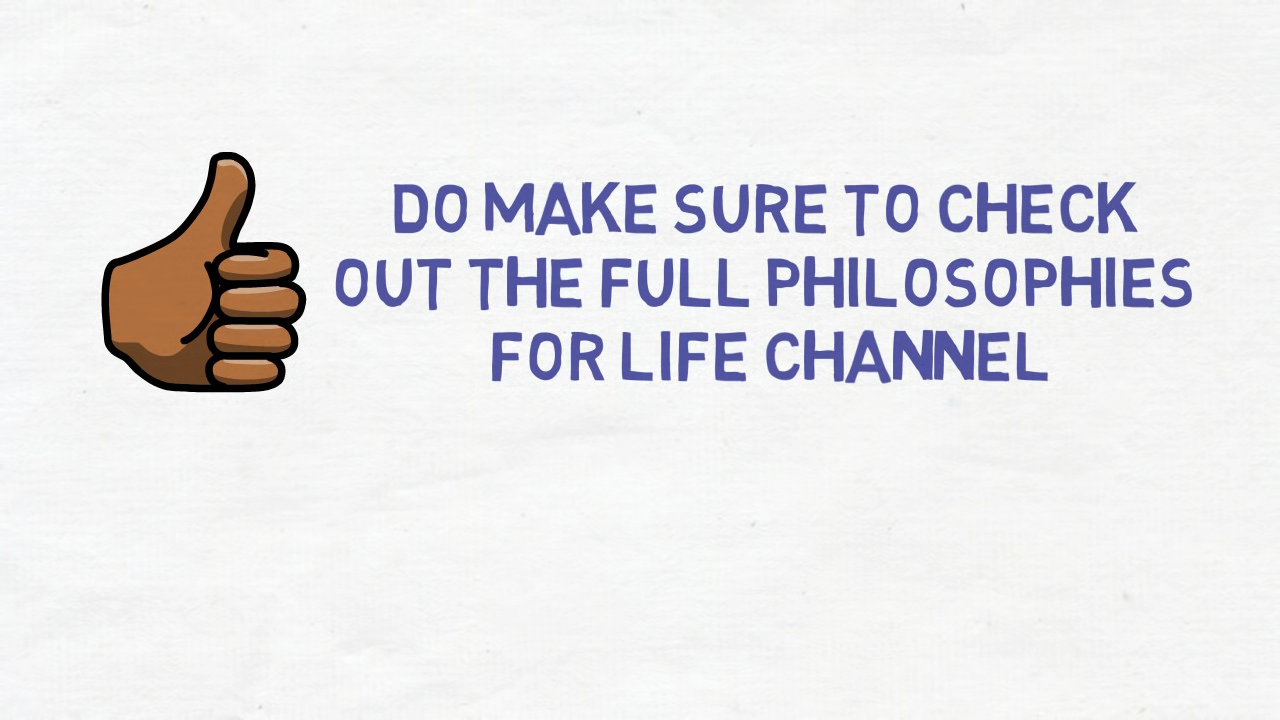 DO MAKE SURE TO CHECK
OUT THE FULL PHILOSOPHIES
FOR LIFE CHANNEL